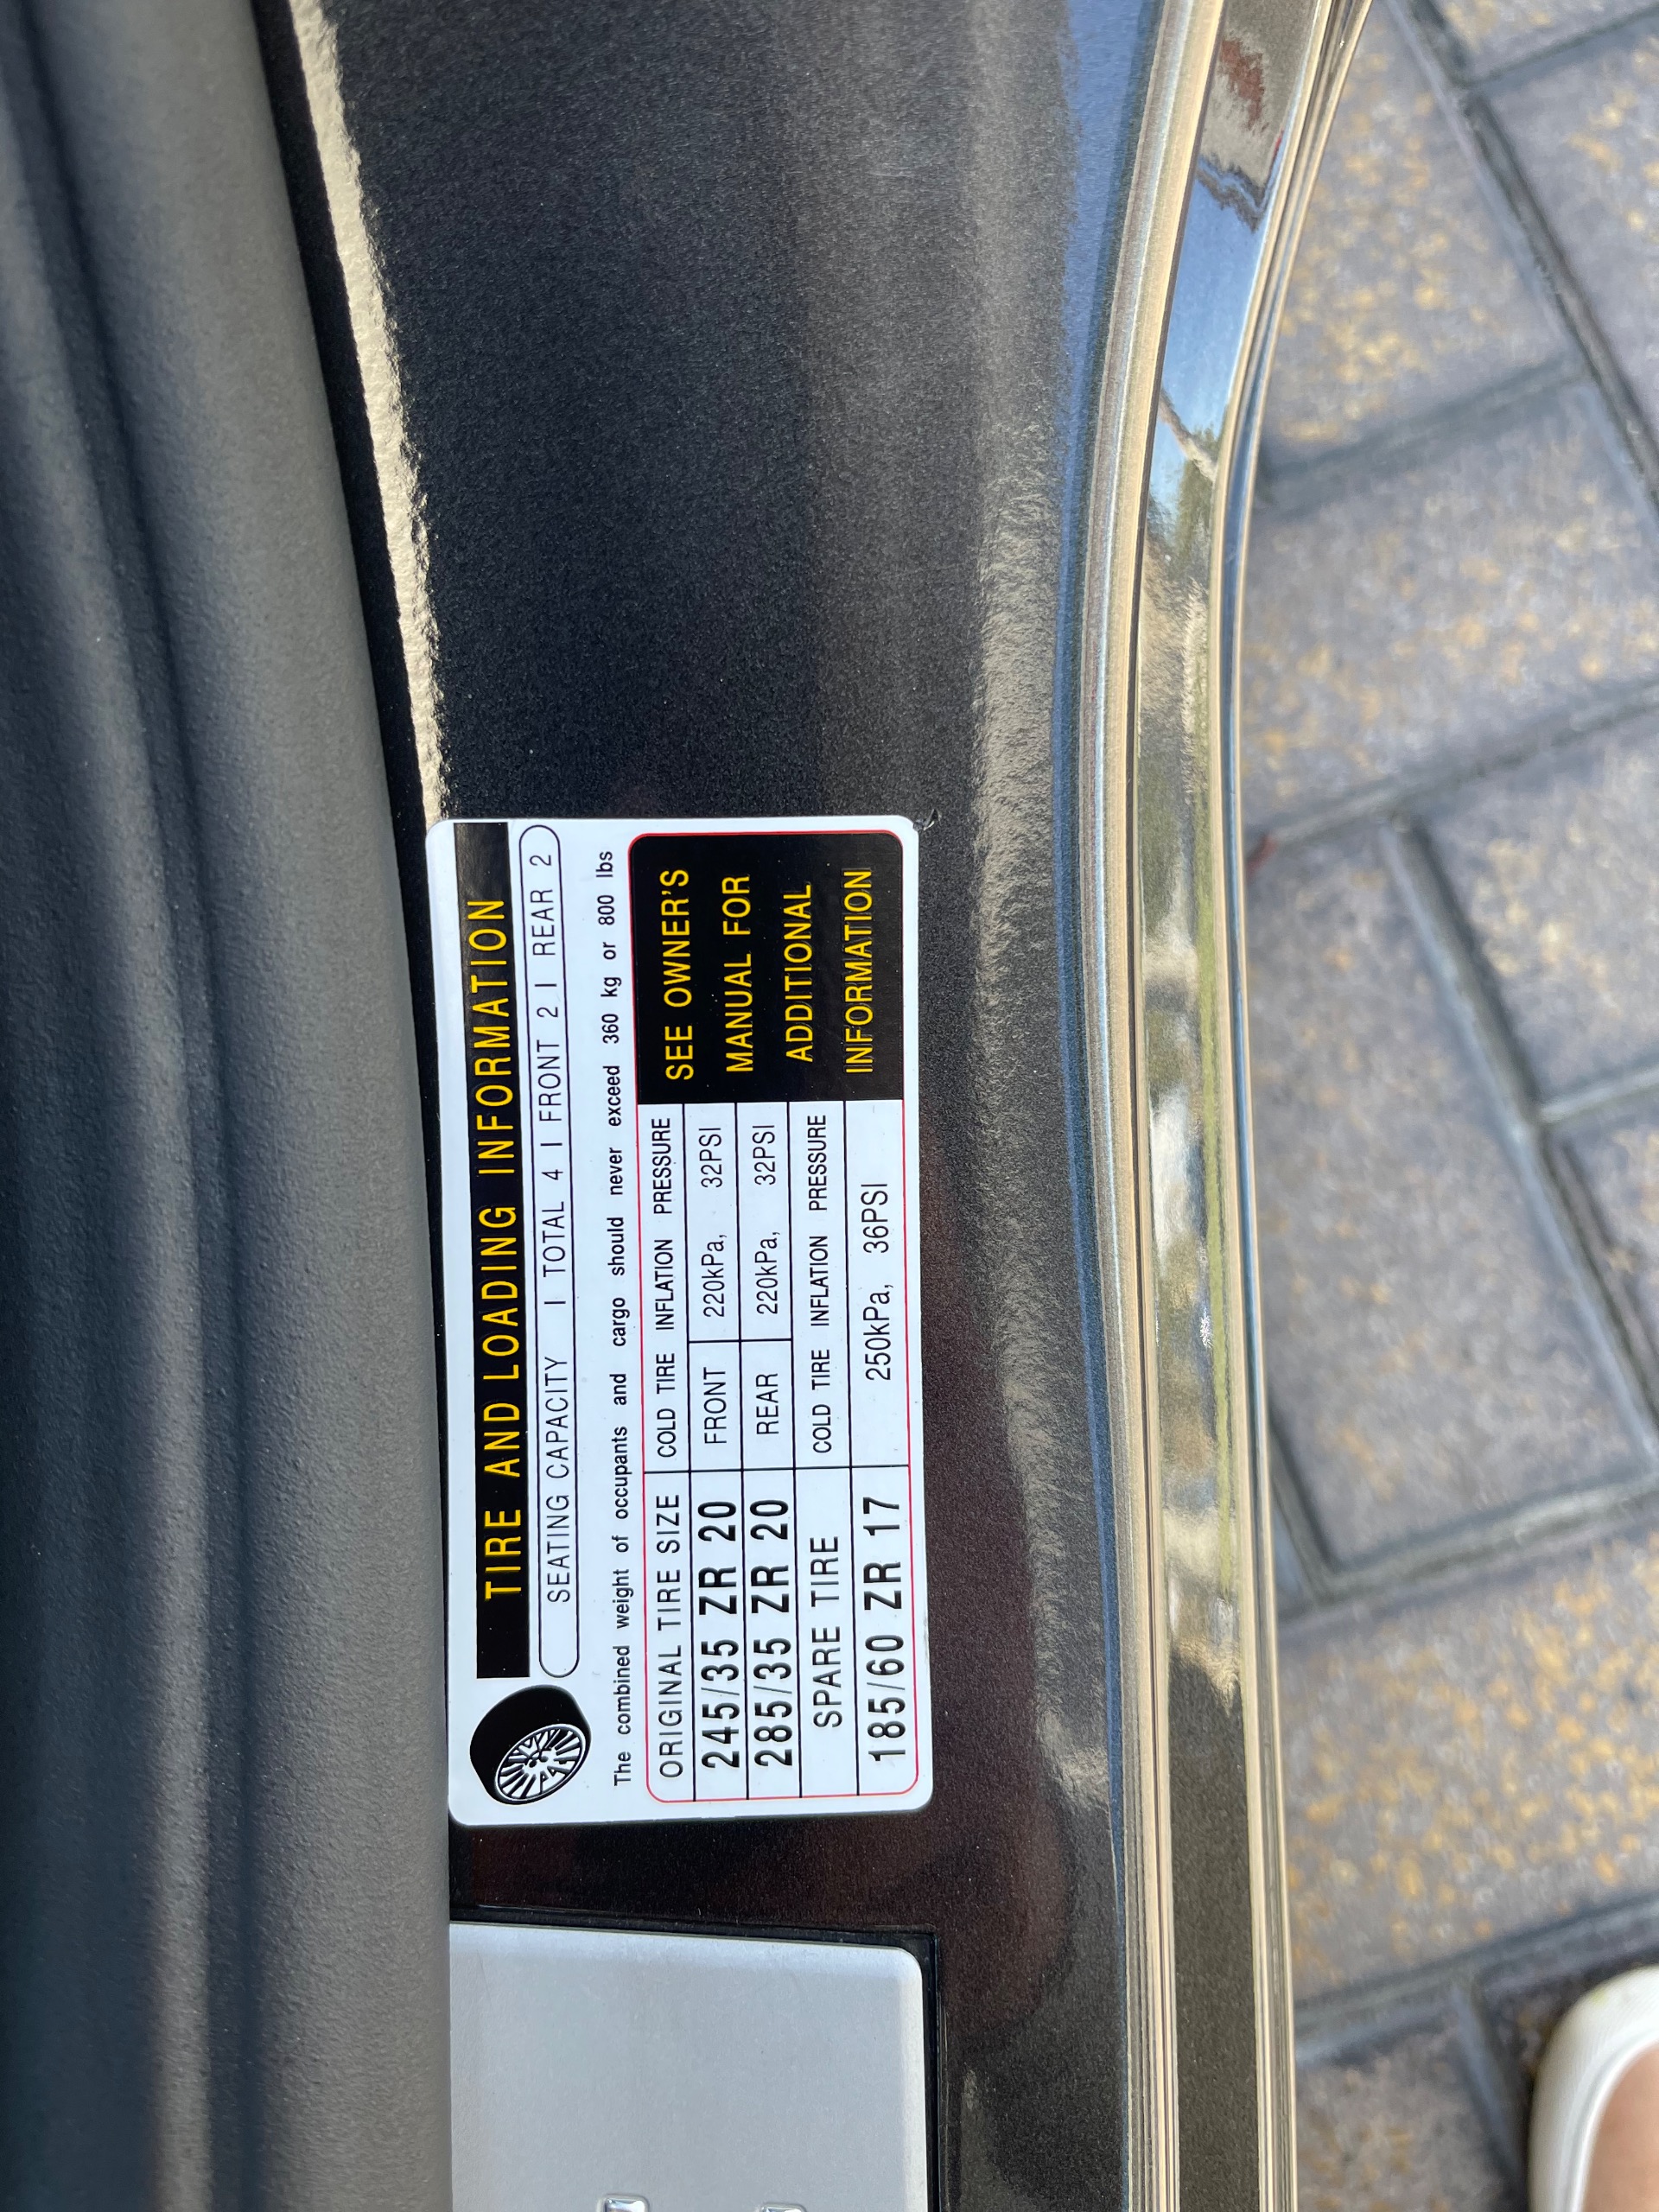 TIRE AND LOADING INFORMATION
SEATING CAPACITY | TOTAL 4 | FRONT 2 | REAR 2
The combined weight of occupants and cargo should never exceed 360 kg or 800 lbs
ORIGINAL TIRE SIZE COLD TIRE INFLATION PRESSURE
245/35 ZR 20 FRONT 220kPa, 32PSI
285/35 ZR 20 REAR 220kPa, 32PSI
SPARE TIRE COLD TIRE INFLATION PRESSURE
185/60 ZR 17 250kPa, 36PSI
SEE OWNER'S
MANUAL FOR
ADDITIONAL
INFORMATION